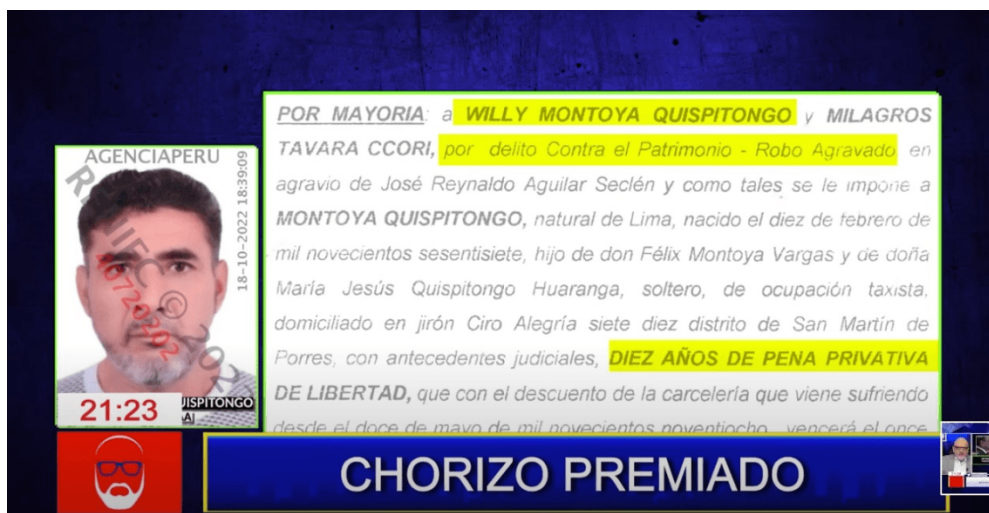 AGENCIAPERU
18-10-2022 18:39:09
POR MAYORIA: a WILLY MONTOYA QUISPITONGO y MILAGROS
TAVARA CCORI, por delito Contra el Patrimonio - Robo Agravado en
agravio de José Reynaldo Aguilar Seclén y como tales se le impone a
MONTOYA QUISPITONGO, natural de Lima, nacido el diez de febrero de
mil novecientos sesentisiete, hijo de don Félix Montoya Vargas y de doña
María Jesús Quispitongo Huaranga, soltero, de ocupación taxista,
domiciliado en jirón Ciro Alegría siete diez distrito de San Martín de
Porres, con antecedentes judiciales, DIEZ AÑOS DE PENA PRIVATIVA
DE LIBERTAD, que con el descuento de la carcelería que viene sufriendo
desde el doce de mayo de mil novecientos noventiocho, vencerá el once
21:23
CHORIZO PREMIADO